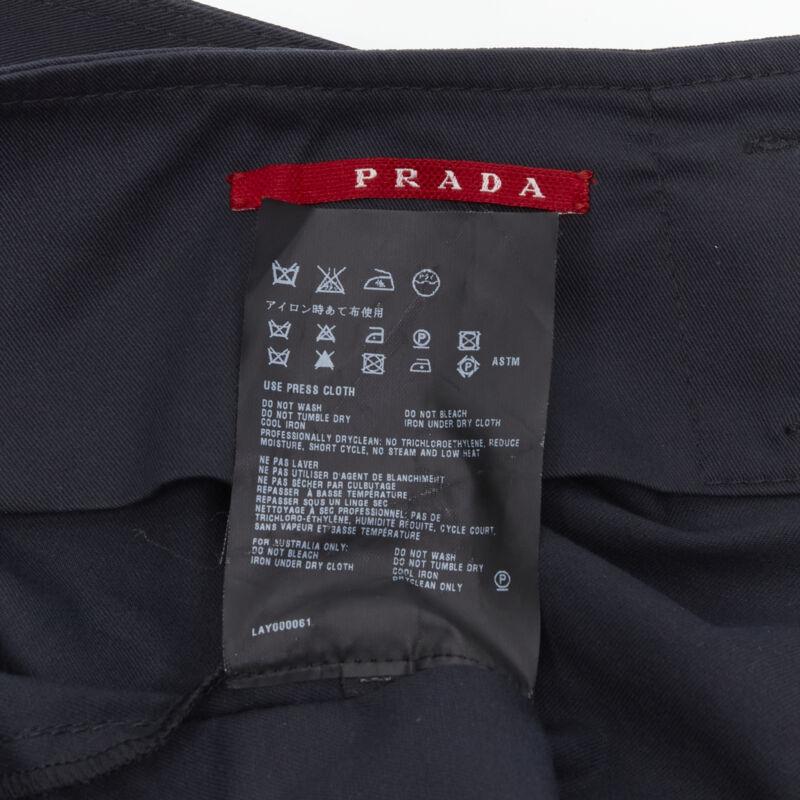 PRADA
アイロン時あて布使用
ASTM
USE PRESS CLOTH
DO NOT WASH
DO NOT TUMBLE DRY
COOL IRON
DO NOT BLEACH
IRON UNDER DRY CLOTH
PROFESSIONALLY DRYCLEAN: NO TRICHLOROETHYLENE, REDUCE
MOISTURE, SHORT CYCLE, NO STEAM AND LOW HEAT
NE PAS LAVER
NE PAS UTILISER D'AGENT DE BLANCHIMENT
NE PAS SÉCHER PAR CULBUTAGE
REPASSER À BASSE TEMPÉRATURE
REPASSER SOUS UN LINGE SEC
NETTOYAGE À SEC PROFESSIONNEL: PAS DE
TRICHLORO-ÉTHYLENE, HUMIDITE REDUITE, CYCLE COURT,
SANS VAPEUR ET BASSE TEMPÉRATURE
FOR AUSTRALIA ONLY:
DO NOT BLEACH
IRON UNDER DRY CLOTH
DO NOT WASH
DO NOT TUMBLE DRY
COOL IRON
DRYCLEAN ONLY
P
LAY000061